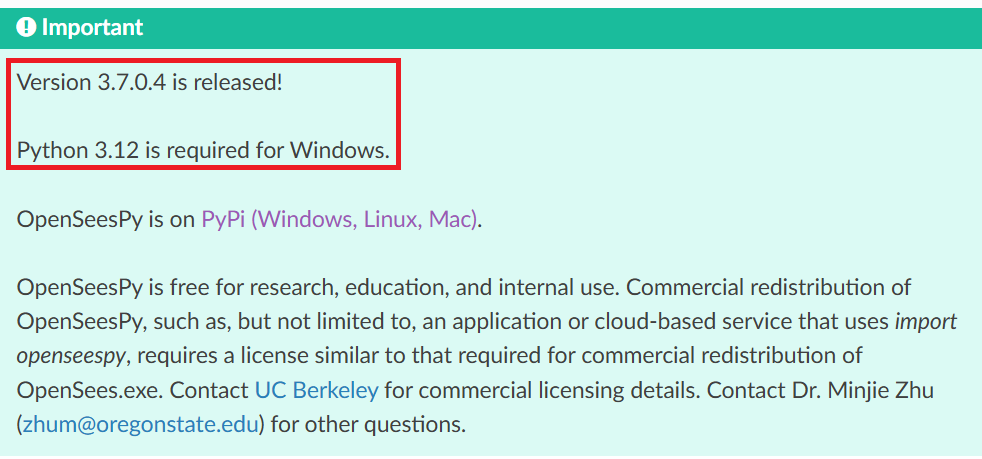 Important
Version 3.7.0.4 is released!
Python 3.12 is required for Windows.
OpenSeesPy is on PyPi (Windows, Linux, Mac).
OpenSeesPy is free for research, education, and internal use. Commercial redistribution of
OpenSeesPy, such as, but not limited to, an application or cloud-based service that uses import
openseespy, requires a license similar to that required for commercial redistribution of
OpenSees.exe. Contact UC Berkeley for commercial licensing details. Contact Dr. Minjie Zhu
(zhum@oregonstate.edu) for other questions.